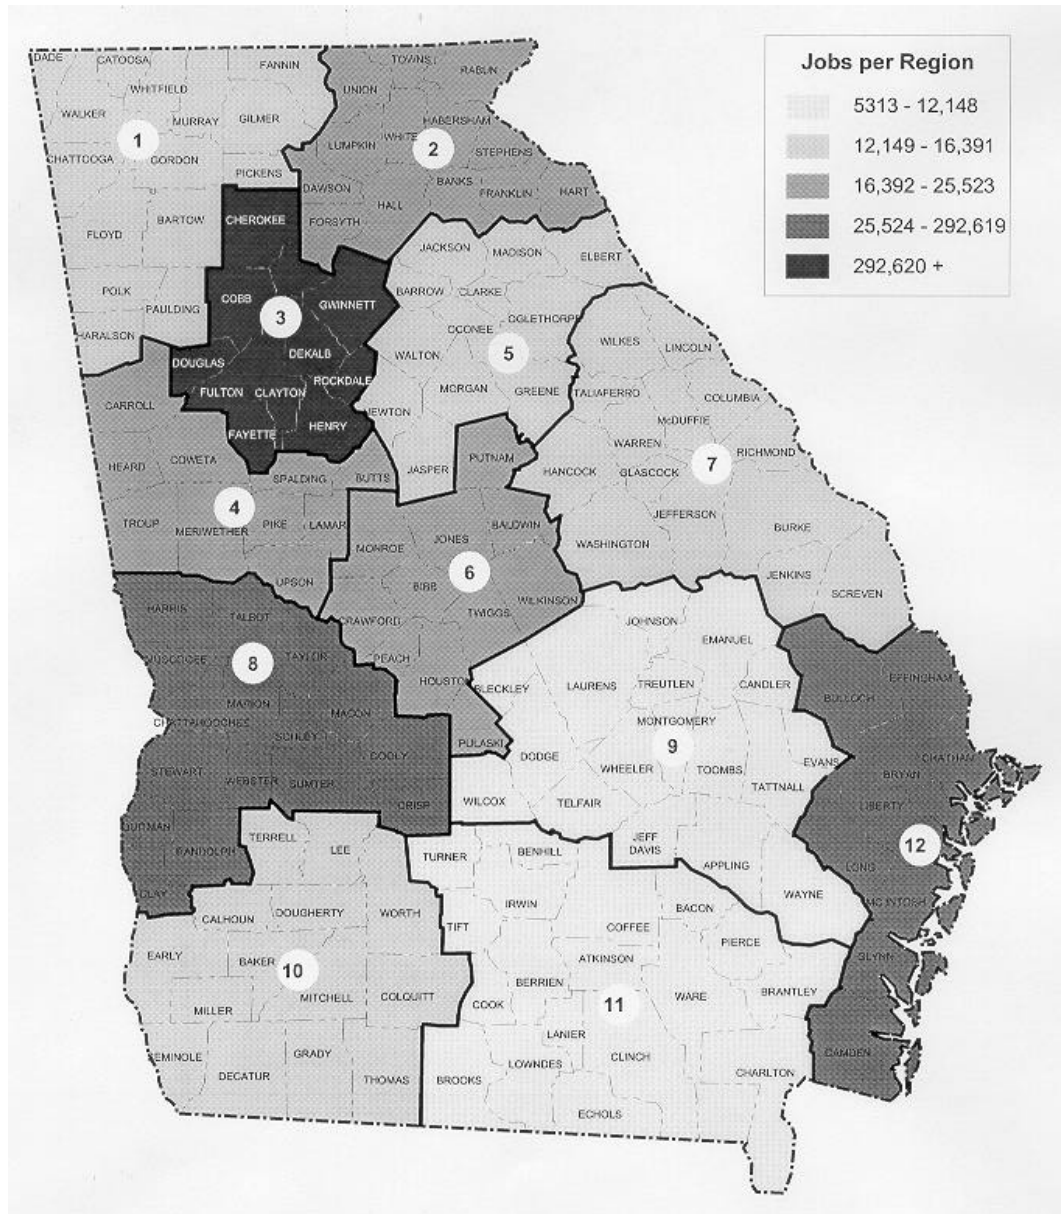 Jobs per Region
5313 - 12,148
12,149 - 16,391
16,392 - 25,523
25,524 - 292,619
292,620 +
DADE
CATOOSA
FANNIN
TOWNS
RABUN
WHITFIELD
UNION
WALKER
MURRAY
GILMER
HABERSHAM
1
WHITE
2
LUMPKIN
STEPHENS
CHATTOOGA
GORDON
PICKENS
BANKS
DAWSON
FRANKLIN
HART
HALL
BARTOW
CHEROKEE
FORSYTH
FLOYD
JACKSON
MADISON
ELBERT
POLK
COBB
GWINNETT
BARROW
CLARKE
PAULDING
3
OGLETHORPE
OCONEE
HARALSON
WILKES
LINCOLN
DEKALB
WALTON
5
DOUGLAS
ROCKDALE
FULTON
CLAYTON
MORGAN
GREENE
TALIAFERRO
COLUMBIA
CARROLL
NEWTON
McDUFFIE
FAYETTE
HENRY
WARREN
RICHMOND
HEARD
COWETA
PUTNAM
7
JASPER
HANCOCK
GLASCOCK
SPALDING
BUTTS
4
TROUP
MERIWETHER
PIKE
LAMAR
BALDWIN
JEFFERSON
BURKE
MONROE
JONES
WASHINGTON
6
JENKINS
UPSON
BIBB
SCREVEN
WILKINSON
HARRIS
TALBOT
TWIGGS
CRAWFORD
JOHNSON
EMANUEL
MUSCOGEE
8
TAYLOR
PEACH
EFFINGHAM
HOUSTON
BLECKLEY
LAURENS
TREUTLEN
CANDLER
BULLOCH
MARION
MACON
CHATTAHOOCHEE
MONTGOMERY
SCHLEY
PULASKI
9
DOOLY
DODGE
EVANS
CHATHAM
STEWART
WHEELER
TOOMBS
BRYAN
WEBSTER
SUMTER
TATTNALL
CRISP
WILCOX
TELFAIR
LIBERTY
QUITMAN
TERRELL
JEFF
DAVIS
12
RANDOLPH
LEE
TURNER
BENHILL
APPLING
LONG
CLAY
WAYNE
IRWIN
MC INTOSH
CALHOUN
DOUGHERTY
WORTH
BACON
TIFT
COFFEE
PIERCE
EARLY
BAKER
ATKINSON
GLYNN
10
BERRIEN
MITCHELL
COLQUITT
COOK
11
WARE
BRANTLEY
MILLER
LANIER
SEMINOLE
GRADY
LOWNDES
CLINCH
CAMDEN
DECATUR
THOMAS
BROOKS
CHARLTON
ECHOLS